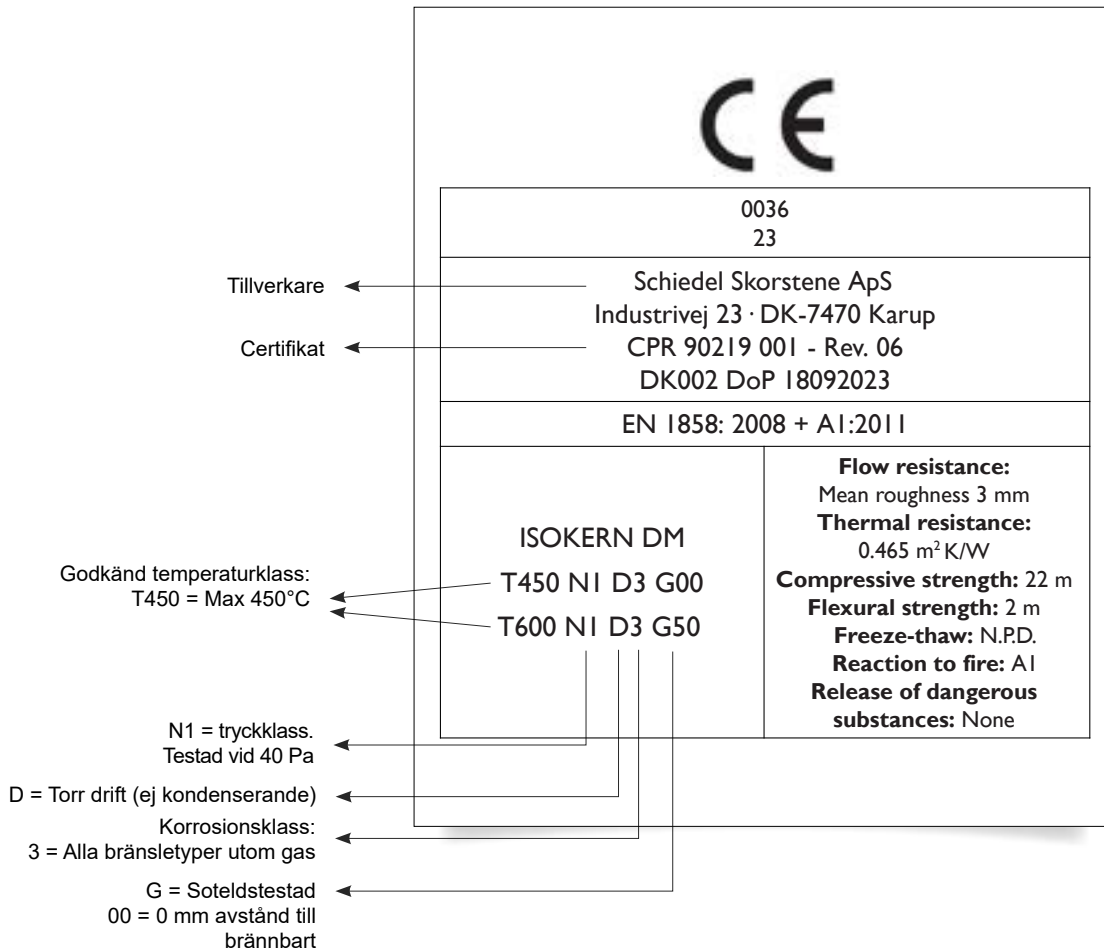 CE
0036
23
Tillverkare
Schiedel Skorstene ApS
Industrivej 23 · DK-7470 Karup
Certifikat
CPR 90219 001 - Rev. 06
DK002 DoP 18092023
EN 1858: 2008 + A1:2011
Godkänd temperaturklass:
T450 = Max 450°C
ISOKERN DM
T450 N1 D3 G00
T600 N1 D3 G50
Flow resistance:
Mean roughness 3 mm
Thermal resistance:
0.465 m² K/W
Compressive strength: 22 m
Flexural strength: 2 m
Freeze-thaw: N.P.D.
Reaction to fire: A1
Release of dangerous
substances: None
N1 = tryckklass.
Testad vid 40 Pa
D = Torr drift (ej kondenserande)
Korrosionsklass:
3 = Alla bränsletyper utom gas
G = Soteldstestad
00 = 0 mm avstånd till
brännbart